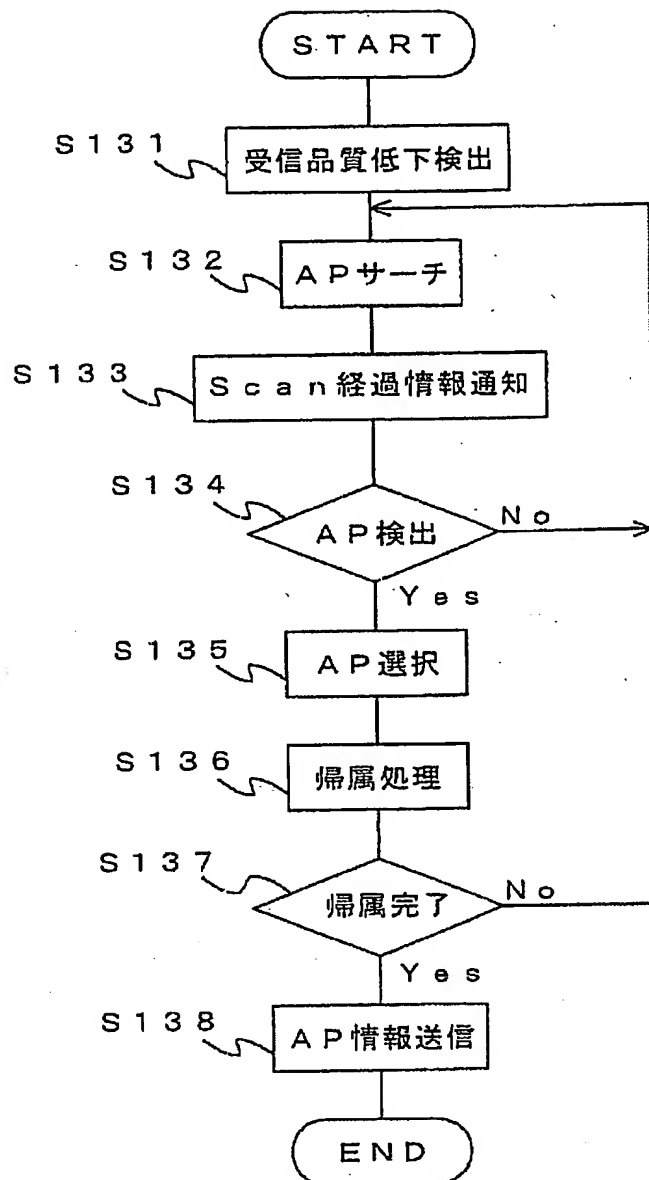 START
S131
受信品質低下検出
S132
APサーチ
S133
Scan経過情報通知
S134
AP検出
No
Yes
S135
AP選択
S136
帰属処理
S137
帰属完了
No
Yes
S138
AP情報送信
END